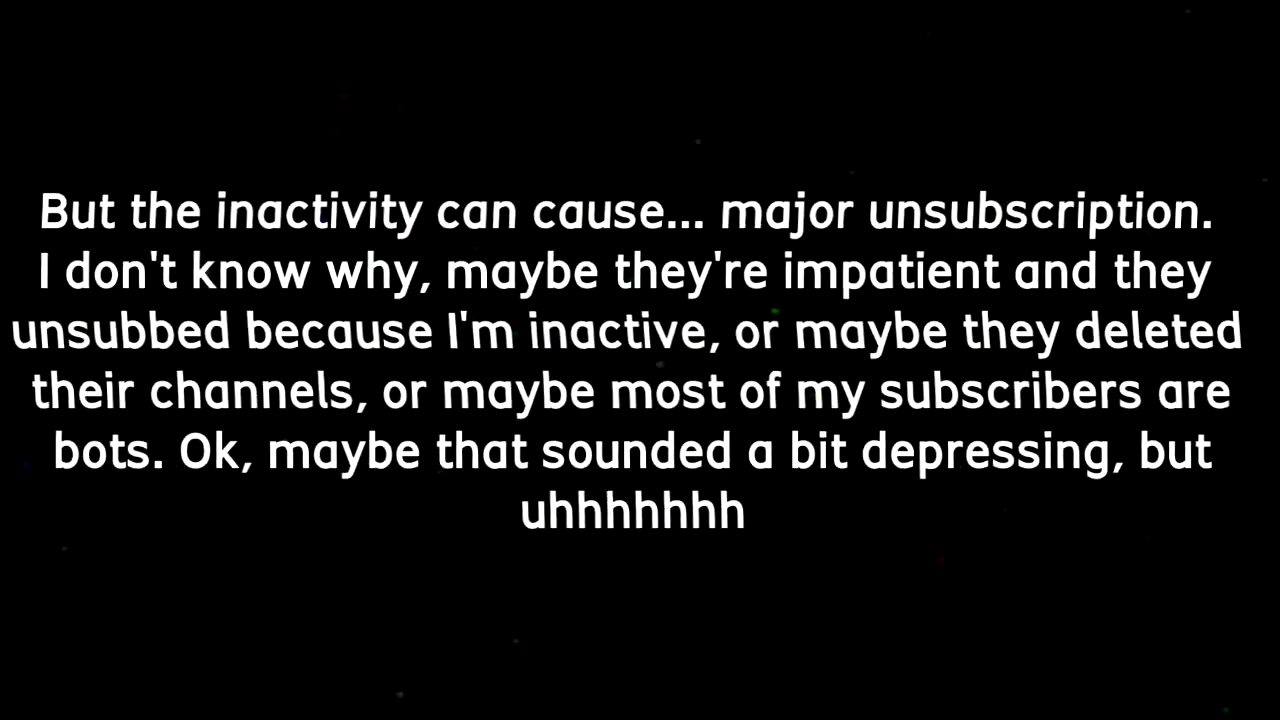 But the inactivity can cause... major unsubscription.
I don't know why, maybe they're impatient and they
unsubbed because I'm inactive, or maybe they deleted
their channels, or maybe most of my subscribers are
bots. Ok, maybe that sounded a bit depressing, but
uhhhhhhh